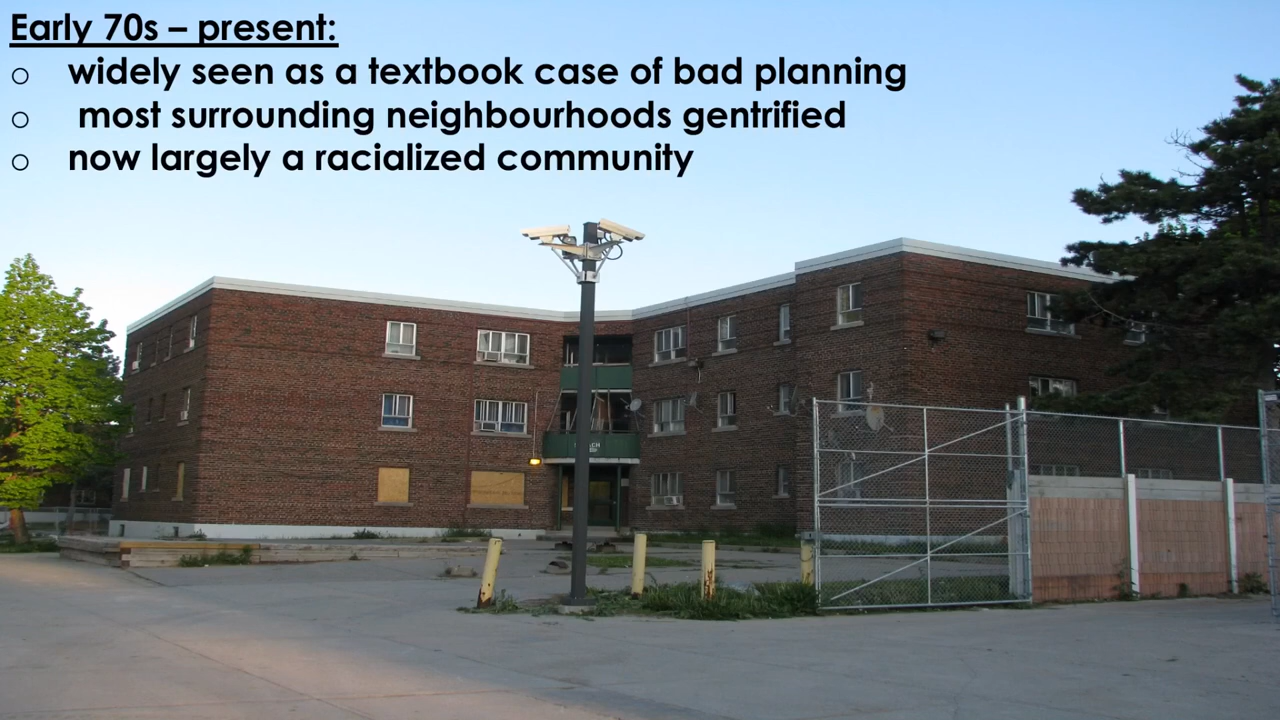 Early 70s – present:
○ widely seen as a textbook case of bad planning
○ most surrounding neighbourhoods gentrified
○ now largely a racialized community